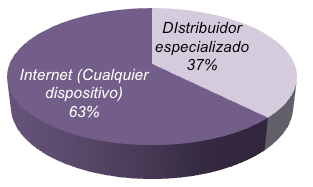 DIstribuidor
especializado
37%
Internet (Cualquier
dispositivo)
63%